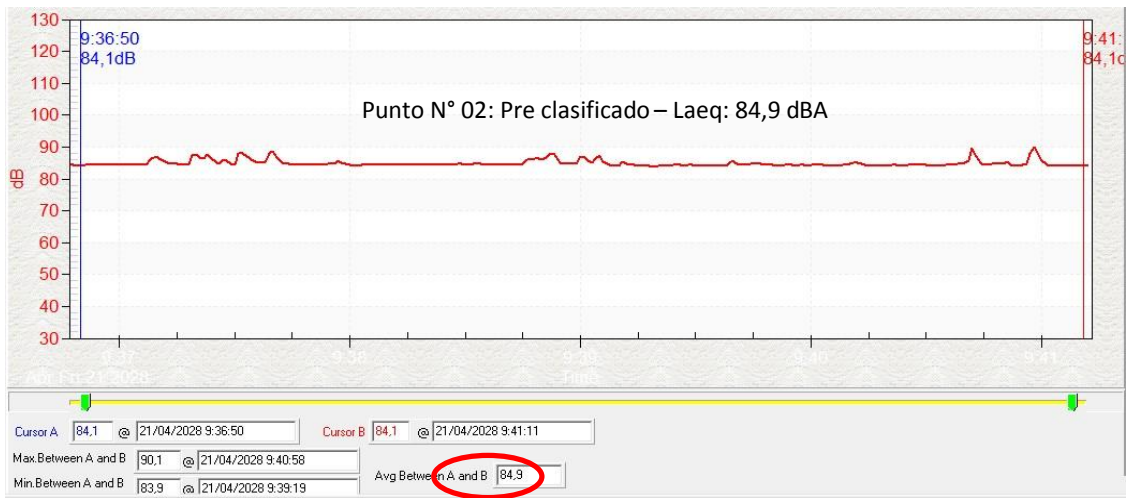 130
9:36:50
9:41:
120
84,1dB
84,1d
110
100
Punto N° 02: Pre clasificado – Laeq: 84,9 dBA
90
dB
80
70
60
50
40
30
9:37
9:38
9:39
9:40
9:41
Time
Cursor A 84,1 @ 21/04/2028 9:36:50 Cursor B 84,1 @ 21/04/2028 9:41:11
Max.Between A and B 90,1 @ 21/04/2028 9:40:58
Avg Between A and B 84,9
Min.Between A and B 83,9 @ 21/04/2028 9:39:19